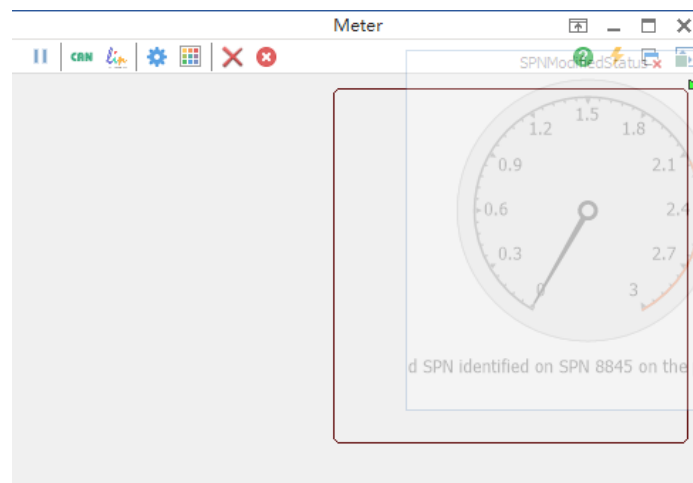 Meter
CAN Lin
SPNModifiedStatus
1.5
1.2 1.8
0.9 2.1
0.6 2.4
0.3 2.7
0 3
d SPN identified on SPN 8845 on the